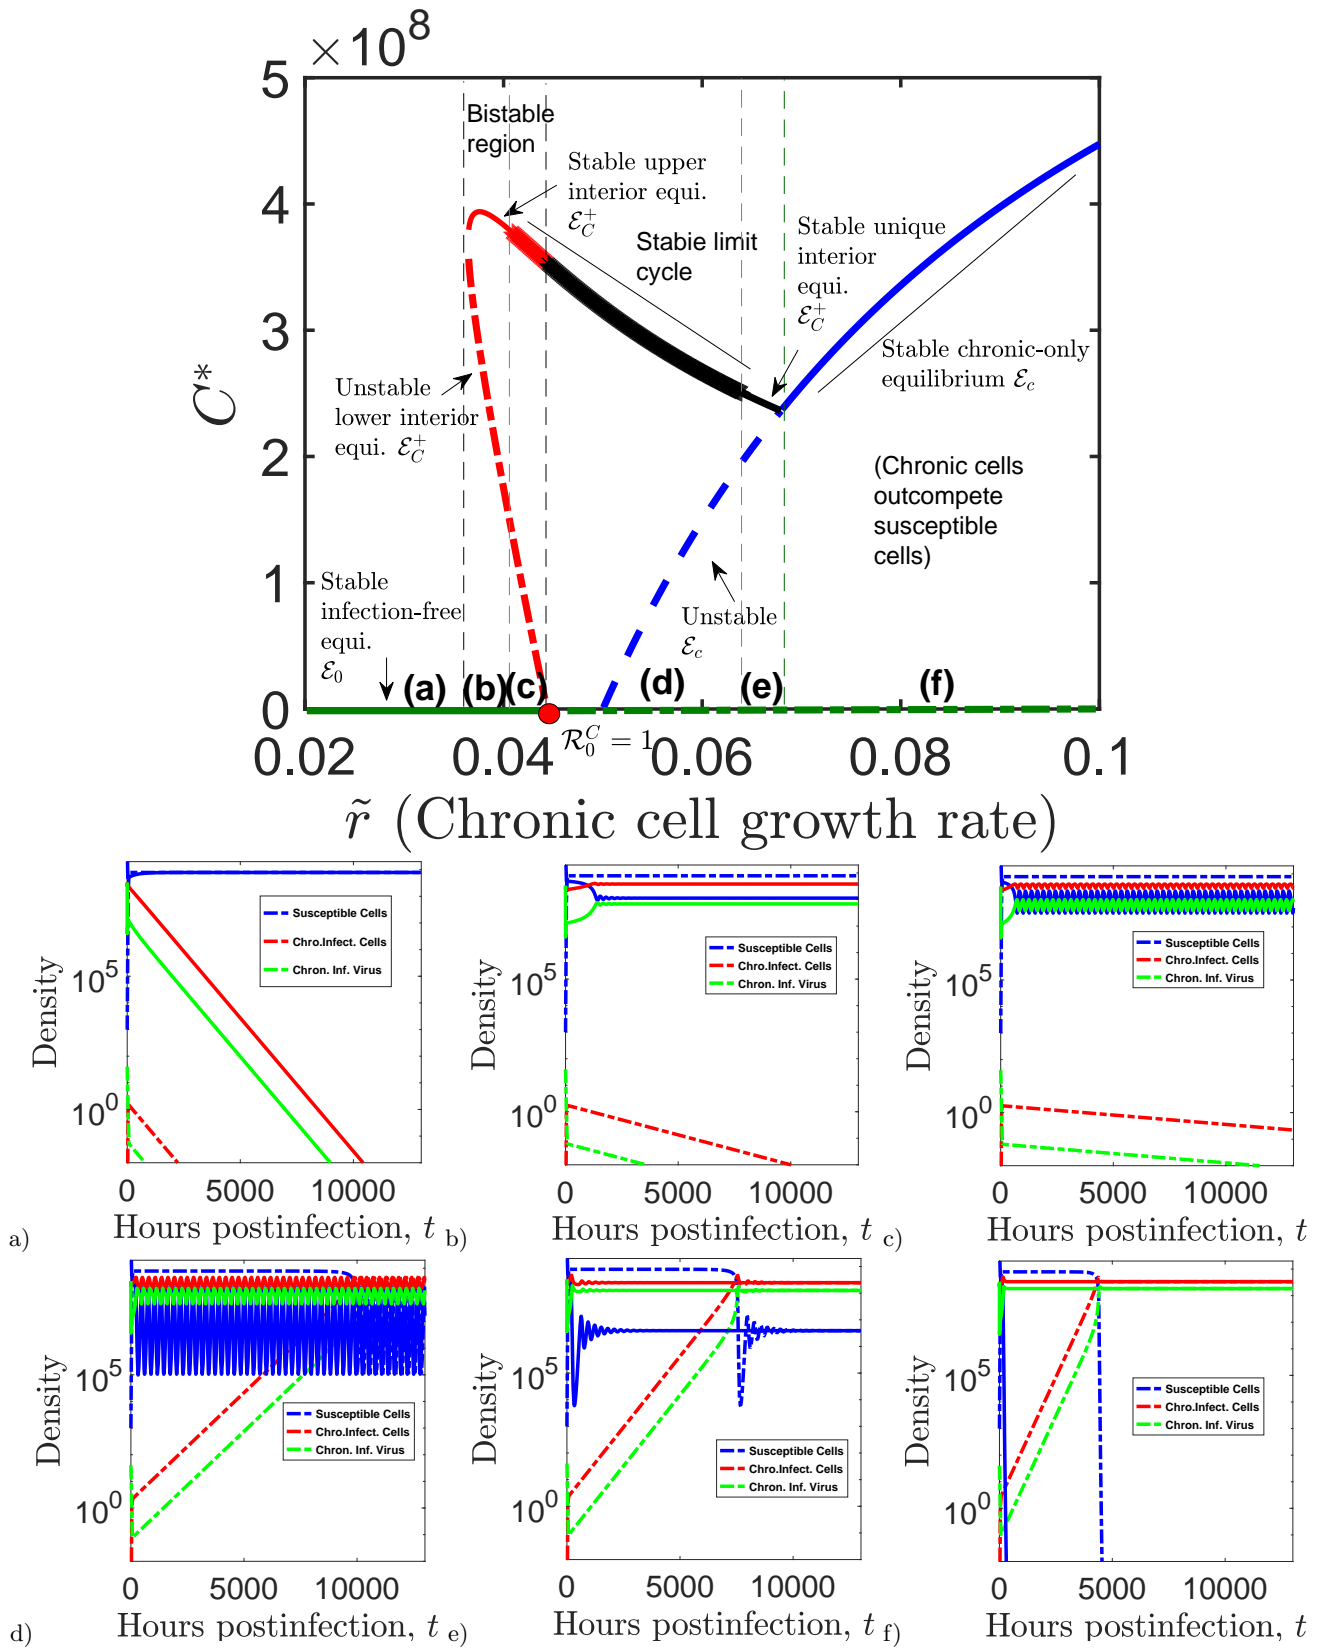 ×10^8
5
4
3
2
1
0
C*
Bistable
region
Stable upper
interior equi.
ℰ_C^+
Stabie limit
cycle
Stable unique
interior
equi.
ℰ_C^+
Stable chronic-only
equilibrium ℰ_c
Unstable
lower interior
equi. ℰ_C^+
(Chronic cells
outcompete
susceptible
cells)
Stable
infection-free
equi.
ℰ_0
Unstable
ℰ_c
(a) (b) (c) (d) (e) (f)
ℛ_0^C = 1
0.02 0.04 0.06 0.08 0.1
r̃ (Chronic cell growth rate)
Density
10^5
10^0
Susceptible Cells
Chro.Infect. Cells
Chron. Inf. Virus
0 5000 10000
Hours postinfection, t
a)
Density
10^5
10^0
Susceptible Cells
Chro.Infect. Cells
Chron. Inf. Virus
0 5000 10000
Hours postinfection, t
b)
Density
10^5
10^0
Susceptible Cells
Chro.Infect. Cells
Chron. Inf. Virus
0 5000 10000
Hours postinfection, t
c)
Density
10^5
10^0
Susceptible Cells
Chro.Infect. Cells
Chron. Inf. Virus
0 5000 10000
Hours postinfection, t
d)
Density
10^5
10^0
Susceptible Cells
Chro.Infect. Cells
Chron. Inf. Virus
0 5000 10000
Hours postinfection, t
e)
Density
10^5
10^0
Susceptible Cells
Chro.Infect. Cells
Chron. Inf. Virus
0 5000 10000
Hours postinfection, t
f)